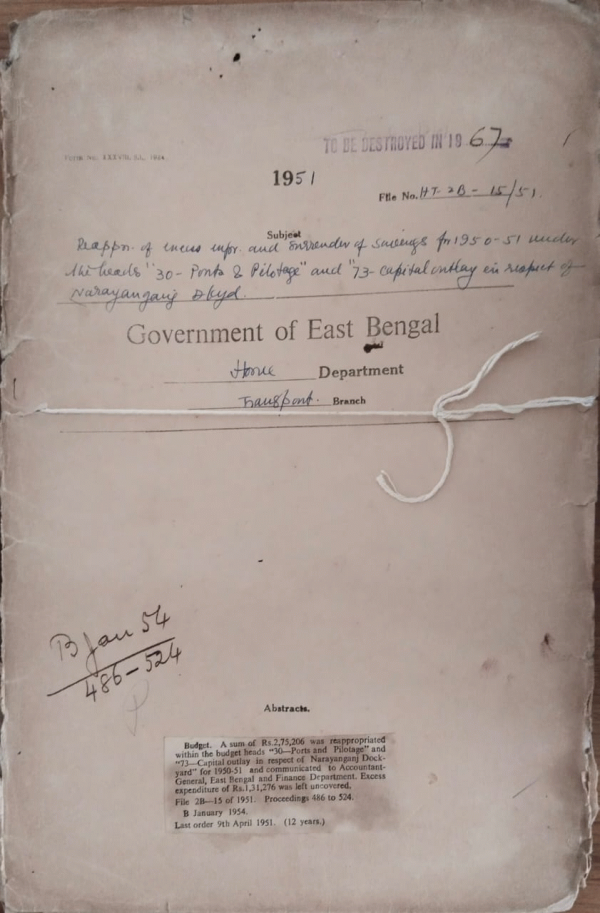 TO BE DESTROYED IN 19 67
Form No. XXXVIII.
1951
File No. HT-2B-15/51.
Subject
Reappn. of excess expr. and Surrender of Savings for 1950-51 under
the heads "30-Ports & Pilotage" and "73-Capital outlay in respect of
Narayanganj Dkyd.
Government of East Bengal
Home Department
Transport. Branch
B Jan 54
486-524
Abstracts.
Budget. A sum of Rs.2,75,206 was reappropriated
within the budget heads "30—Ports and Pilotage" and
"73—Capital outlay in respect of Narayanganj Dock-
yard" for 1950-51 and communicated to Accountant-
General, East Bengal and Finance Department. Excess
expenditure of Rs.1,31,276 was left uncovered.
File 2B—15 of 1951. Proceedings 486 to 524.
B January 1954.
Last order 9th April 1951. (12 years.)